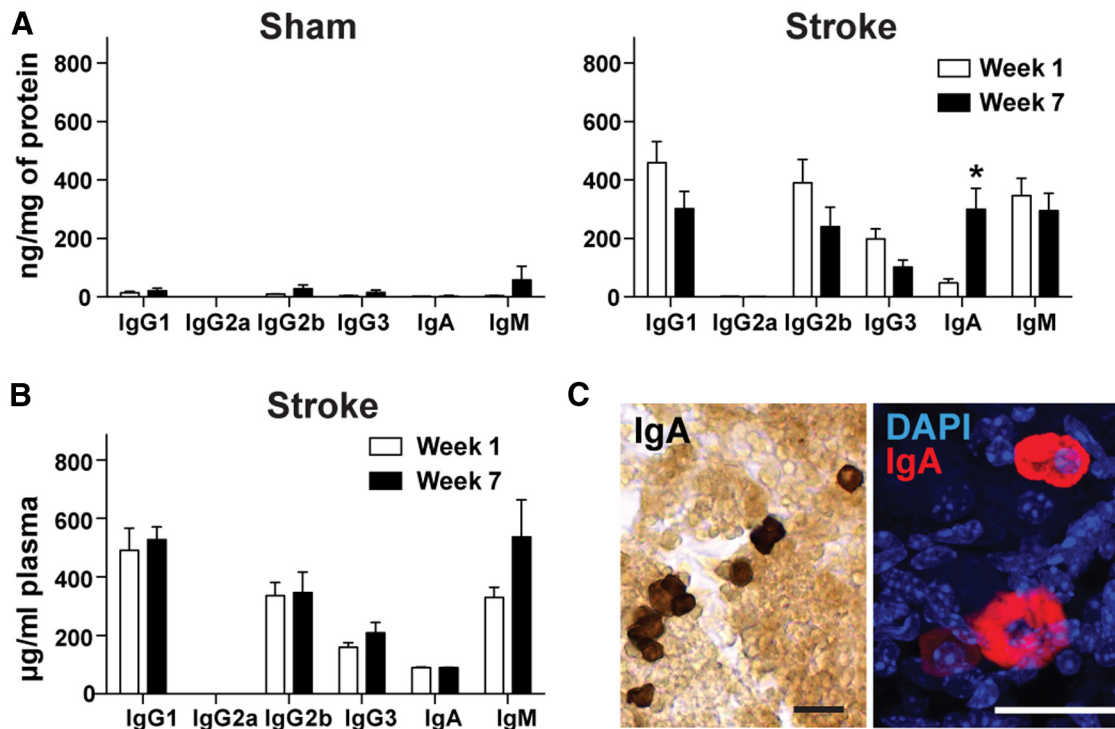 A
Sham
Stroke
ng/mg of protein
800
600
400
200
0
IgG1 IgG2a IgG2b IgG3 IgA IgM
800
600
400
200
0
Week 1
Week 7
*
IgG1 IgG2a IgG2b IgG3 IgA IgM
B
Stroke
µg/ml plasma
800
600
400
200
0
Week 1
Week 7
IgG1 IgG2a IgG2b IgG3 IgA IgM
C
IgA
DAPI
IgA